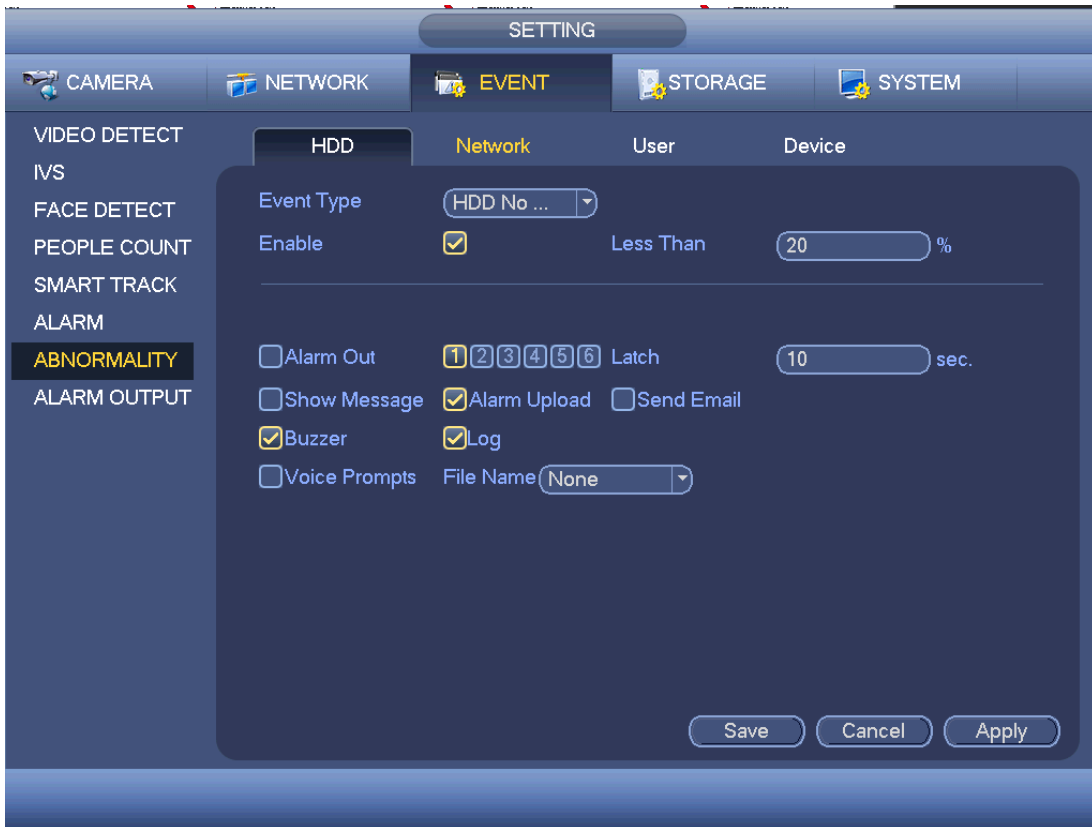 SETTING
CAMERA NETWORK EVENT STORAGE SYSTEM
VIDEO DETECT
IVS
FACE DETECT
PEOPLE COUNT
SMART TRACK
ALARM
ABNORMALITY
ALARM OUTPUT
HDD Network User Device
Event Type HDD No ...
Enable Less Than 20 %
Alarm Out 1 2 3 4 5 6 Latch 10 sec.
Show Message Alarm Upload Send Email
Buzzer Log
Voice Prompts File Name None
Save Cancel Apply